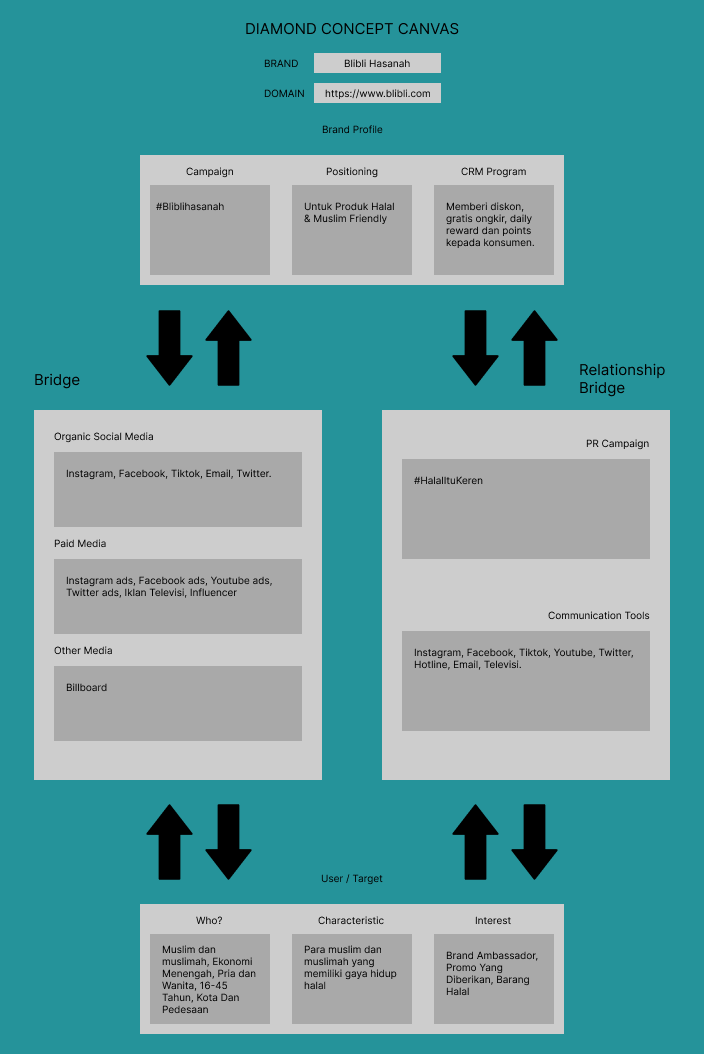 DIAMOND CONCEPT CANVAS
BRAND
Blibli Hasanah
DOMAIN
https://www.blibli.com
Brand Profile
Campaign
#Bliblihasanah
Positioning
Untuk Produk Halal
& Muslim Friendly
CRM Program
Memberi diskon,
gratis ongkir, daily
reward dan points
kepada konsumen.
Bridge
Organic Social Media
Instagram, Facebook, Tiktok, Email, Twitter.
Paid Media
Instagram ads, Facebook ads, Youtube ads,
Twitter ads, Iklan Televisi, Influencer
Other Media
Billboard
Relationship
Bridge
PR Campaign
#HalalItuKeren
Communication Tools
Instagram, Facebook, Tiktok, Youtube, Twitter,
Hotline, Email, Televisi.
User / Target
Who?
Muslim dan
muslimah, Ekonomi
Menengah, Pria dan
Wanita, 16-45
Tahun, Kota Dan
Pedesaan
Characteristic
Para muslim dan
muslimah yang
memiliki gaya hidup
halal
Interest
Brand Ambassador,
Promo Yang
Diberikan, Barang
Halal